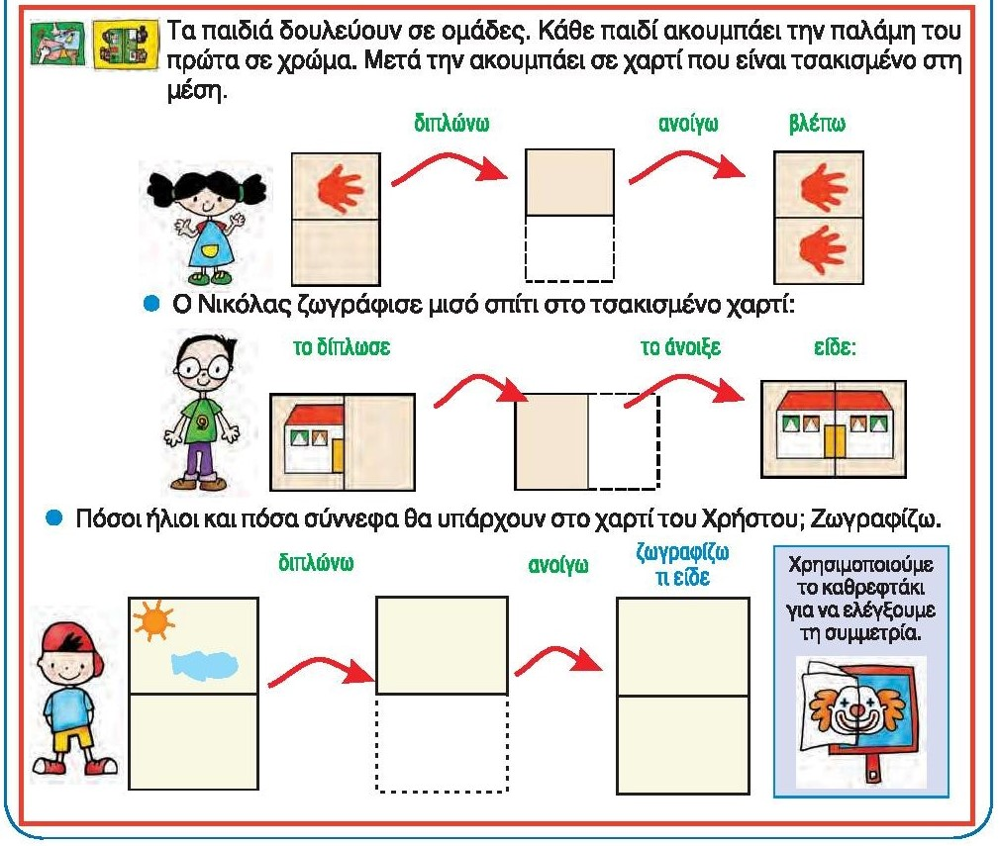 Τα παιδιά δουλεύουν σε ομάδες. Κάθε παιδί ακουμπάει την παλάμη του
πρώτα σε χρώμα. Μετά την ακουμπάει σε χαρτί που είναι τσακισμένο στη
μέση.
διπλώνω ανοίγω βλέπω
Ο Νικόλας ζωγράφισε μισό σπίτι στο τσακισμένο χαρτί:
το δίπλωσε το άνοιξε είδε:
Πόσοι ήλιοι και πόσα σύννεφα θα υπάρχουν στο χαρτί του Χρήστου; Ζωγραφίζω.
διπλώνω ανοίγω ζωγραφίζω
τι είδε
Χρησιμοποιούμε
το καθρεφτάκι
για να ελέγξουμε
τη συμμετρία.